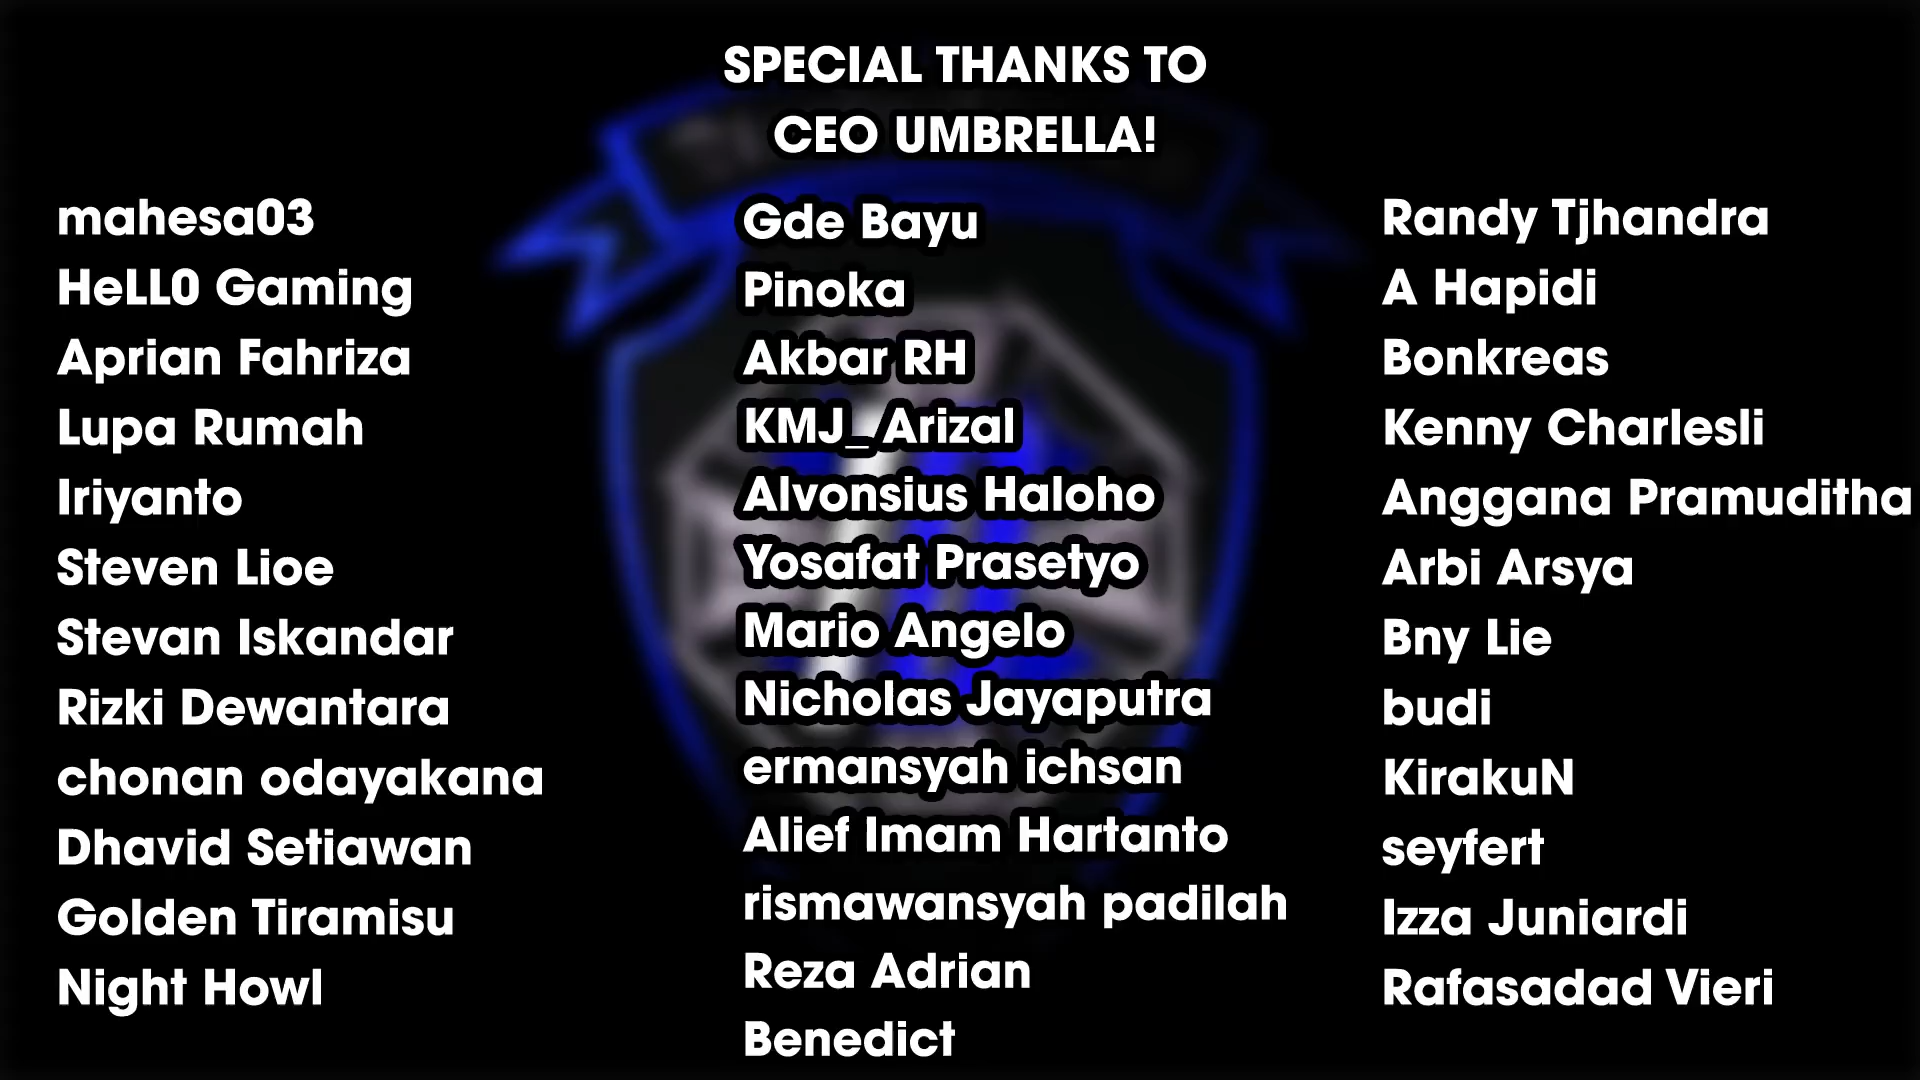 SPECIAL THANKS TO
CEO UMBRELLA!
mahesa03
HeLL0 Gaming
Aprian Fahriza
Lupa Rumah
Iriyanto
Steven Lioe
Stevan Iskandar
Rizki Dewantara
chonan odayakana
Dhavid Setiawan
Golden Tiramisu
Night Howl
Gde Bayu
Pinoka
Akbar RH
KMJ_ Arizal
Alvonsius Haloho
Yosafat Prasetyo
Mario Angelo
Nicholas Jayaputra
ermansyah ichsan
Alief Imam Hartanto
rismawansyah padilah
Reza Adrian
Benedict
Randy Tjhandra
A Hapidi
Bonkreas
Kenny Charlesli
Anggana Pramuditha
Arbi Arsya
Bny Lie
budi
KirakuN
seyfert
Izza Juniardi
Rafasadad Vieri